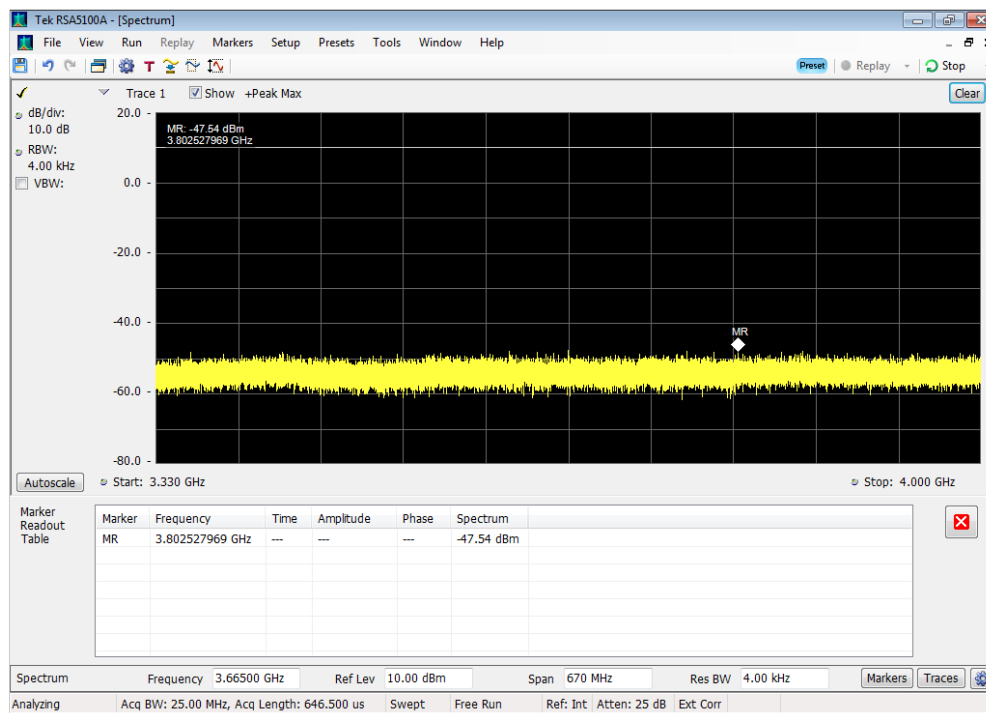 Tek RSA5100A - [Spectrum]
File View Run Replay Markers Setup Presets Tools Window Help
T Preset Replay Stop
Trace 1 Show +Peak Max Clear
dB/div:
10.0 dB
RBW:
4.00 kHz
VBW:
20.0 -
0.0 -
-20.0 -
-40.0 -
-60.0 -
-80.0 -
MR: -47.54 dBm
3.802527969 GHz
MR
Autoscale Start: 3.330 GHz Stop: 4.000 GHz
Marker
Readout
Table
Marker Frequency Time Amplitude Phase Spectrum
MR 3.802527969 GHz --- --- --- -47.54 dBm
Spectrum Frequency 3.66500 GHz Ref Lev 10.00 dBm Span 670 MHz Res BW 4.00 kHz Markers Traces
Analyzing Acq BW: 25.00 MHz, Acq Length: 646.500 us Swept Free Run Ref: Int Atten: 25 dB Ext Corr